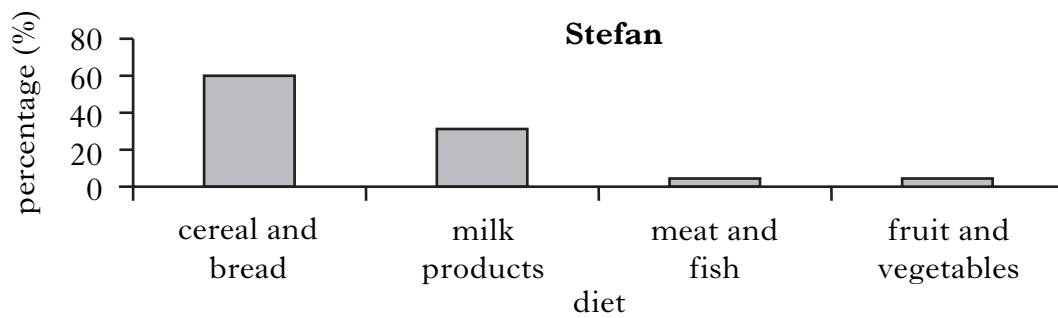 Stefan
percentage (%)
80
60
40
20
0
cereal and
bread
milk
products
meat and
fish
fruit and
vegetables
diet